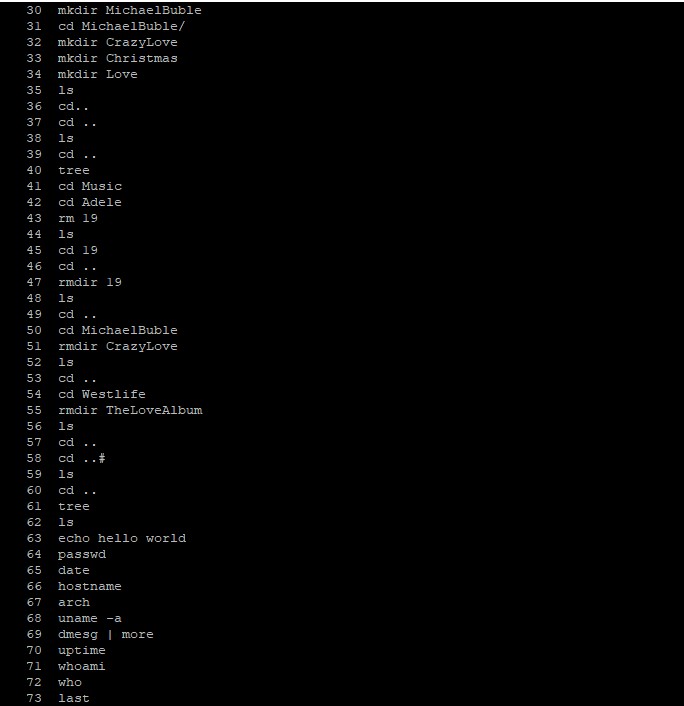 30 mkdir MichaelBuble
31 cd MichaelBuble/
32 mkdir CrazyLove
33 mkdir Christmas
34 mkdir Love
35 ls
36 cd..
37 cd ..
38 ls
39 cd ..
40 tree
41 cd Music
42 cd Adele
43 rm 19
44 ls
45 cd 19
46 cd ..
47 rmdir 19
48 ls
49 cd ..
50 cd MichaelBuble
51 rmdir CrazyLove
52 ls
53 cd ..
54 cd Westlife
55 rmdir TheLoveAlbum
56 ls
57 cd ..
58 cd ..#
59 ls
60 cd ..
61 tree
62 ls
63 echo hello world
64 passwd
65 date
66 hostname
67 arch
68 uname -a
69 dmesg | more
70 uptime
71 whoami
72 who
73 last